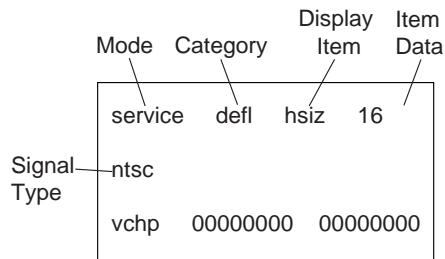 Mode Category Display Item Item Data
service defl hsiz 16
Signal Type
ntsc
vchp 00000000 00000000